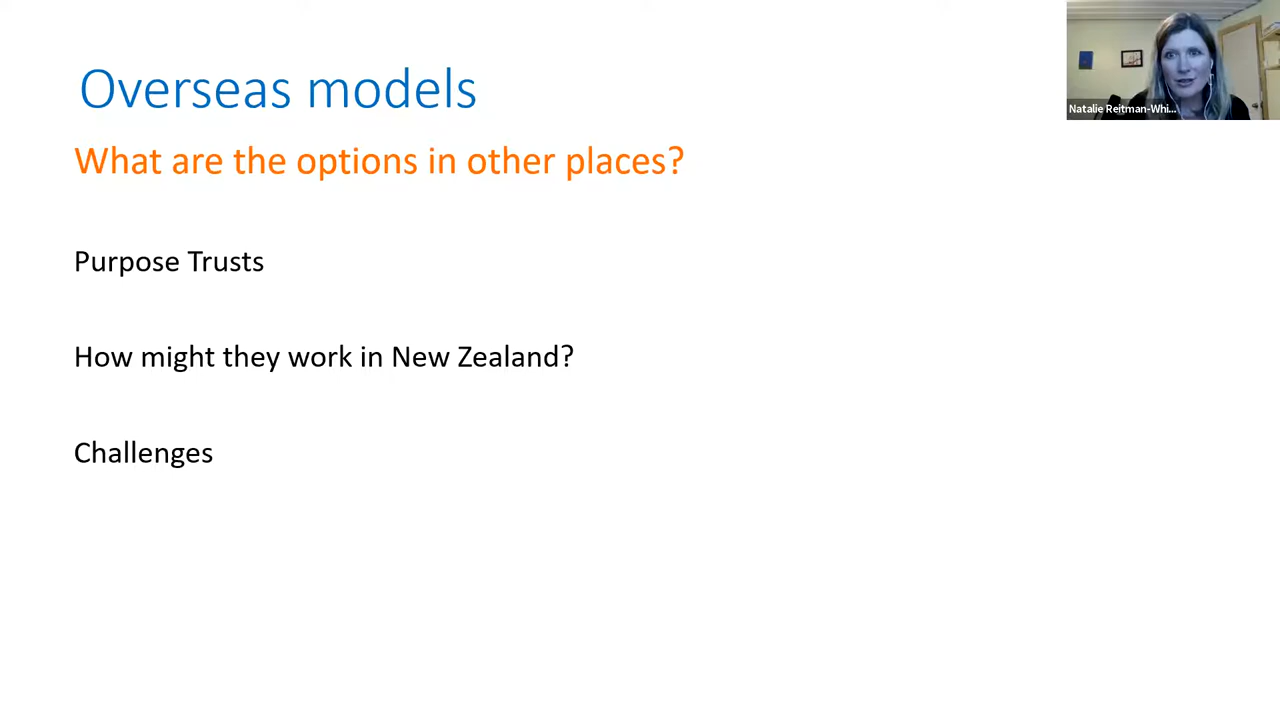 Overseas models
What are the options in other places?
Purpose Trusts
How might they work in New Zealand?
Challenges
Natalie Reitman-Whi...